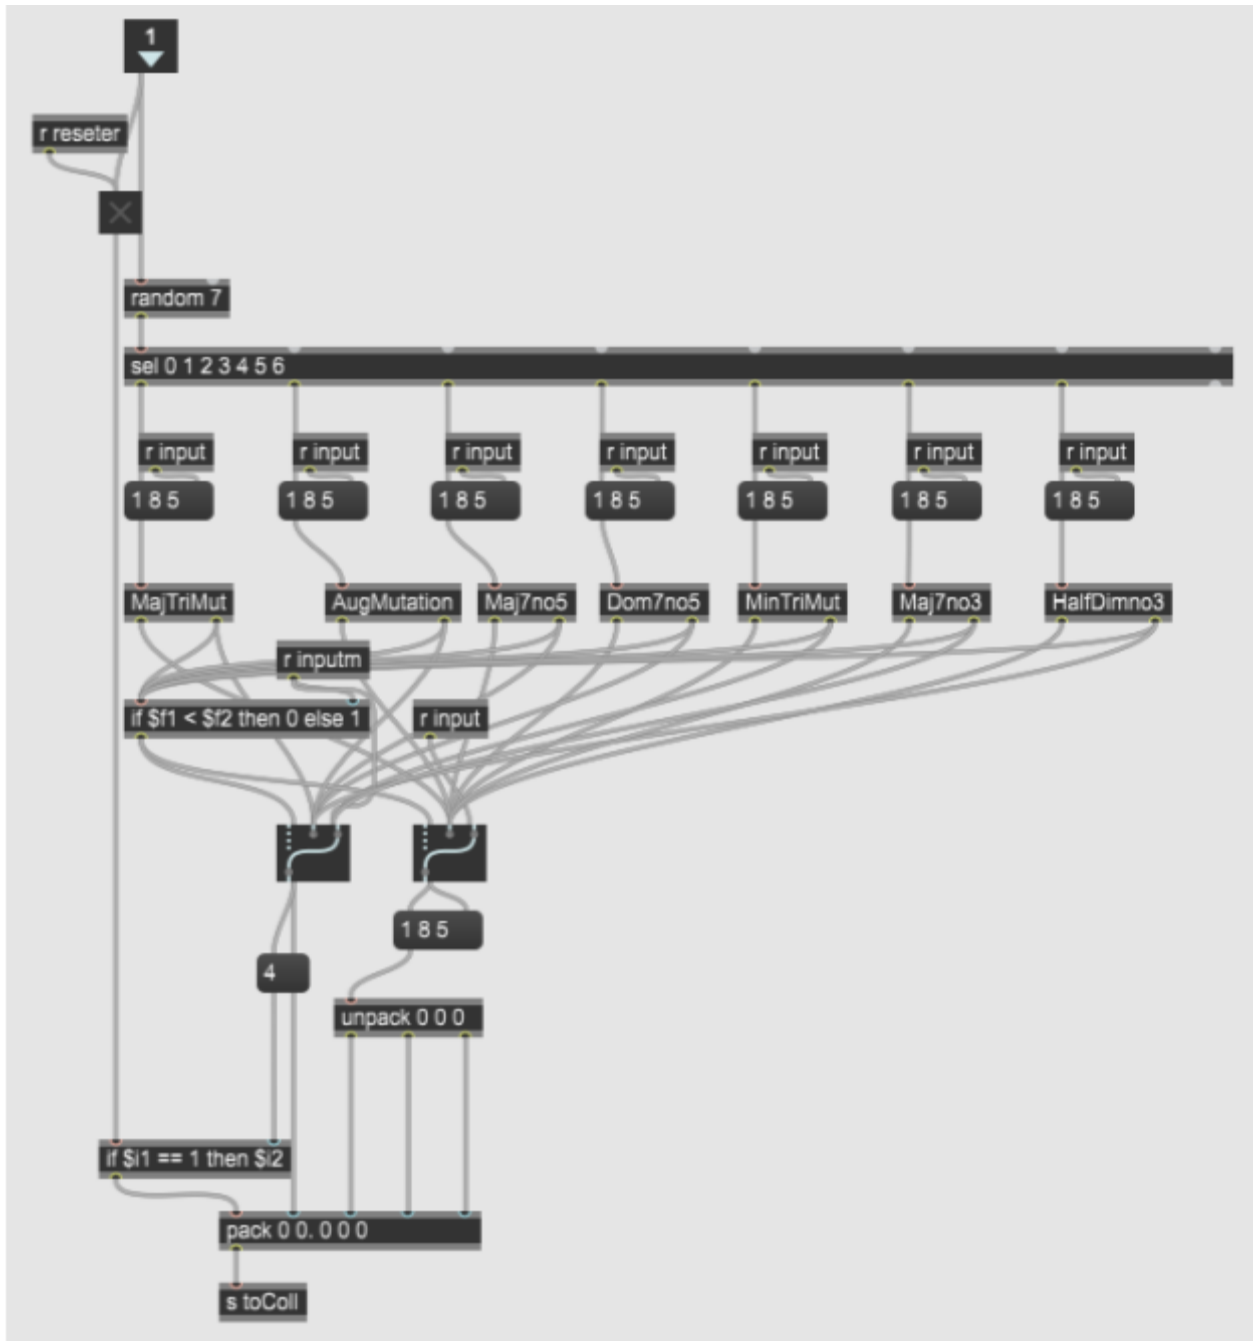 1
r reseter
random 7
sel 0 1 2 3 4 5 6
r input
r input
r input
r input
r input
r input
r input
1 8 5
1 8 5
1 8 5
1 8 5
1 8 5
1 8 5
1 8 5
MajTriMut
AugMutation
Maj7no5
Dom7no5
MinTriMut
Maj7no3
HalfDimno3
r inputm
if $f1 < $f2 then 0 else 1
r input
1 8 5
4
unpack 0 0 0
if $i1 == 1 then $i2
pack 0 0. 0 0 0
s toColl